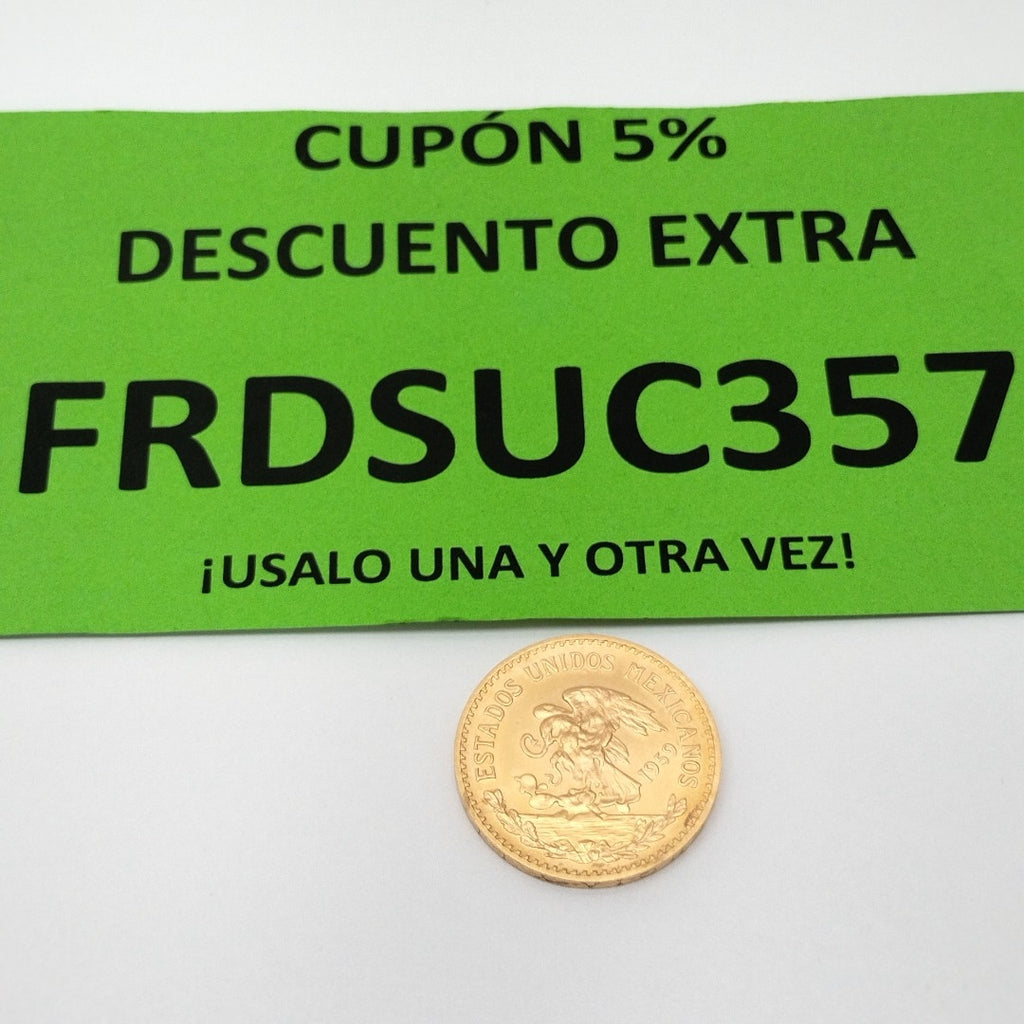 CUPÓN 5%
DESCUENTO EXTRA
FRDSUC357
¡USALO UNA Y OTRA VEZ!
ESTADOS UNIDOS MEXICANOS
1959